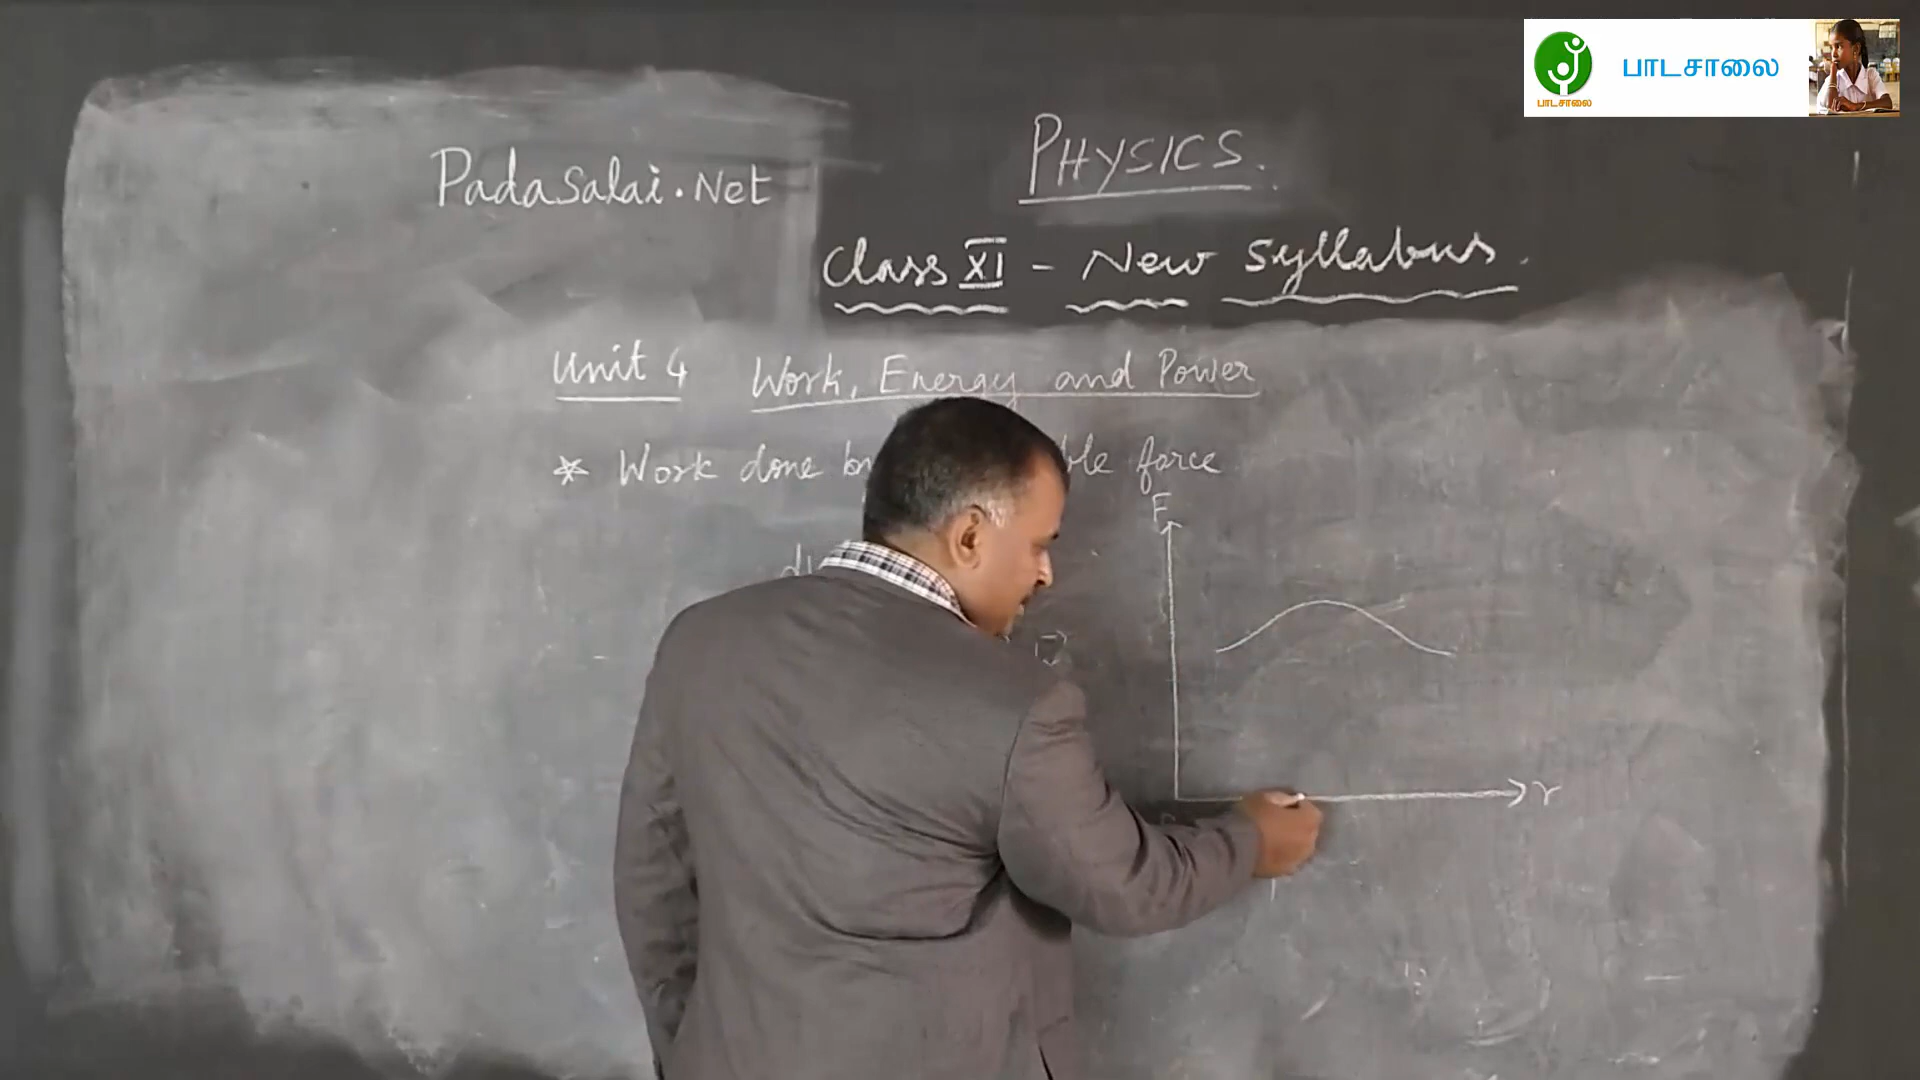 பாடசாலை
பாடசாலை
PHYSICS.
Padasalai.Net
Class XI - New Syllabus.
Unit 4 Work, Energy and Power
* Work done force
F
r